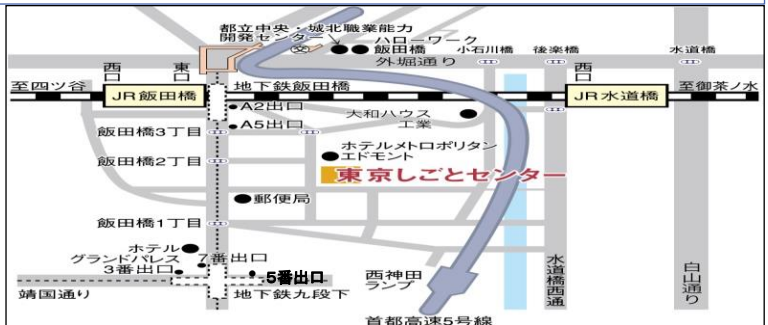 都立中央・城北職業能力
開発センター
ハローワーク
飯田橋
小石川橋
後楽橋
水道橋
外堀通り
西口
東口
西口
至四ツ谷
JR飯田橋
地下鉄飯田橋
JR水道橋
至御茶ノ水
A2出口
A5出口
大和ハウス
工業
飯田橋3丁目
ホテルメトロポリタン
エドモント
飯田橋2丁目
東京しごとセンター
郵便局
飯田橋1丁目
ホテル
グランドパレス
7番出口
3番出口
5番出口
西神田
ランプ
水道橋西通
白山通り
靖国通り
地下鉄九段下
首都高速5号線